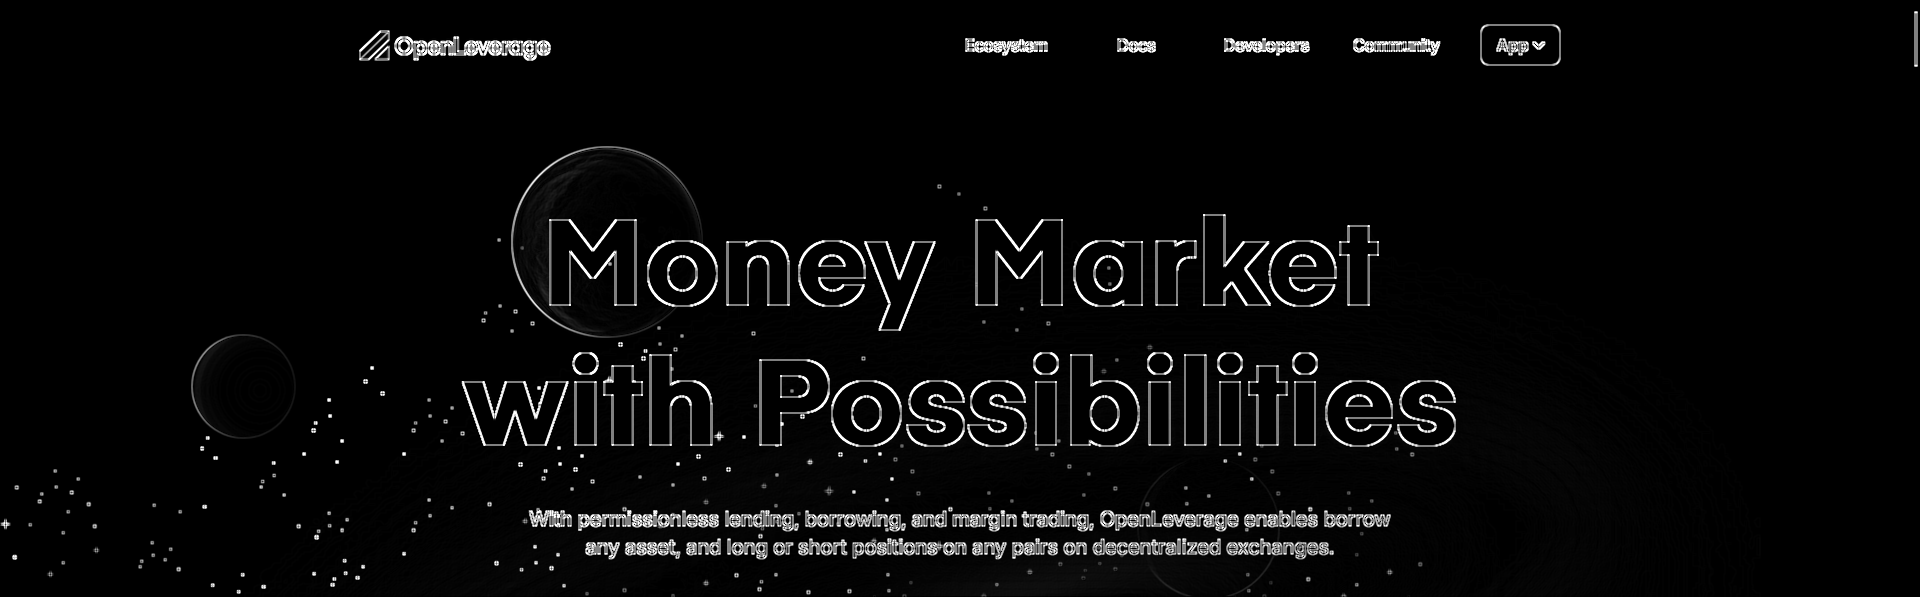 OpenLeverage
Ecosystem Docs Developers Community App
Money Market
with Possibilities
With permissionless lending, borrowing, and margin trading, OpenLeverage enables borrow
any asset, and long or short positions on any pairs on decentralized exchanges.